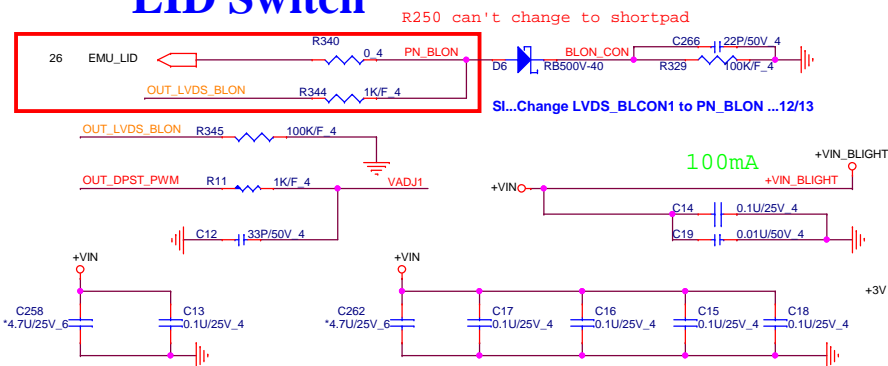 LID Switch
R250 can't change to shortpad
26 EMU_LID
R340
0_4
PN_BLON
OUT_LVDS_BLON
R344
1K/F_4
D6
RB500V-40
BLON_CON
C266
22P/50V_4
R329
100K/F_4
SI...Change LVDS_BLCON1 to PN_BLON ...12/13
OUT_LVDS_BLON
R345
100K/F_4
OUT_DPST_PWM
R11
1K/F_4
VADJ1
C12
33P/50V_4
100mA
+VIN_BLIGHT
+VIN
+VIN_BLIGHT
C14
0.1U/25V_4
C19
0.01U/50V_4
+VIN
C258
*4.7U/25V_6
C13
0.1U/25V_4
+VIN
C262
*4.7U/25V_6
C17
0.1U/25V_4
C16
0.1U/25V_4
C15
0.1U/25V_4
C18
0.1U/25V_4
+3V